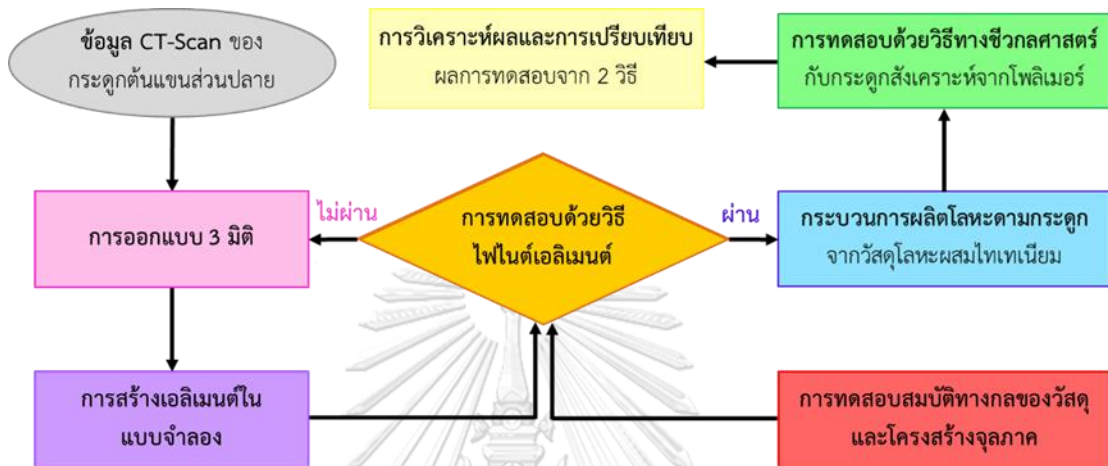 ข้อมูล CT-Scan ของ
กระดูกต้นแขนส่วนปลาย
การวิเคราะห์ผลและการเปรียบเทียบ
ผลการทดสอบจาก 2 วิธี
การทดสอบด้วยวิธีทางชีวกลศาสตร์
กับกระดูกสังเคราะห์จากโพลิเมอร์
การออกแบบ 3 มิติ
ไม่ผ่าน
การทดสอบด้วยวิธี
ไฟไนต์เอลิเมนต์
ผ่าน
กระบวนการผลิตโลหะดามกระดูก
จากวัสดุโลหะผสมไทเทเนียม
การสร้างเอลิเมนต์ใน
แบบจำลอง
การทดสอบสมบัติทางกลของวัสดุ
และโครงสร้างจุลภาค